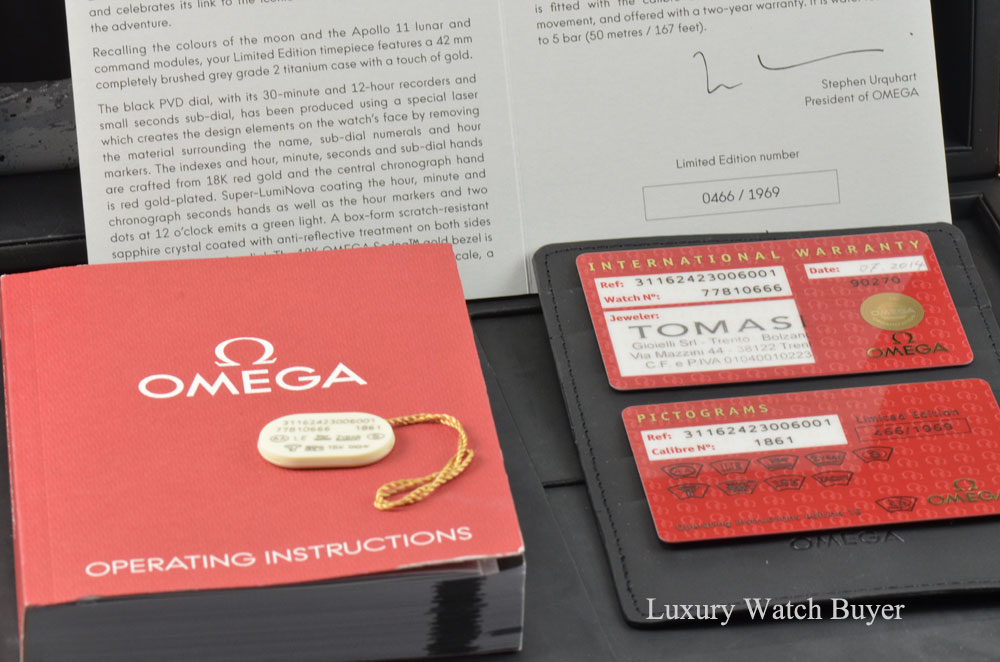 and celebrates its link to the
the adventure.
Recalling the colours of the moon and the Apollo 11 lunar and
command modules, your Limited Edition timepiece features a 42 mm
completely brushed grey grade 2 titanium case with a touch of gold.
The black PVD dial, with its 30-minute and 12-hour recorders and
small seconds sub-dial, has been produced using a special laser
which creates the design elements on the watch's face by removing
the material surrounding the name, sub-dial numerals and hour
markers. The indexes and hour, minute, seconds and sub-dial hands
are crafted from 18K red gold and the central chronograph hand
is red gold-plated. Super-LumiNova coating the hour, minute and
chronograph seconds hands as well as the hour markers and two
dots at 12 o'clock emits a green light. A box-form scratch-resistant
sapphire crystal coated with anti-reflective treatment on both sides
gold bezel is
is fitted with the
movement, and offered with a two-year warranty. It is
to 5 bar (50 metres / 167 feet).
Stephen Urquhart
President of OMEGA
Limited Edition number
0466 / 1969
INTERNATIONAL WARRANTY
Ref: 31162423006001
Watch N°: 77810666
Date: 07.2014
90270
Jeweler:
TOMASI
Gioielli Srl - Trento - Bolzan
Via Mazzini 44 - 38122 Tren
C.F. e P.IVA 01040010223
OMEGA
PICTOGRAMS
Limited Edition
466/1969
Ref: 31162423006001
Calibre N°: 1861
OMEGA
OMEGA
Ω
OMEGA
31162423006001
77810666 1861
OPERATING INSTRUCTIONS
Luxury Watch Buyer